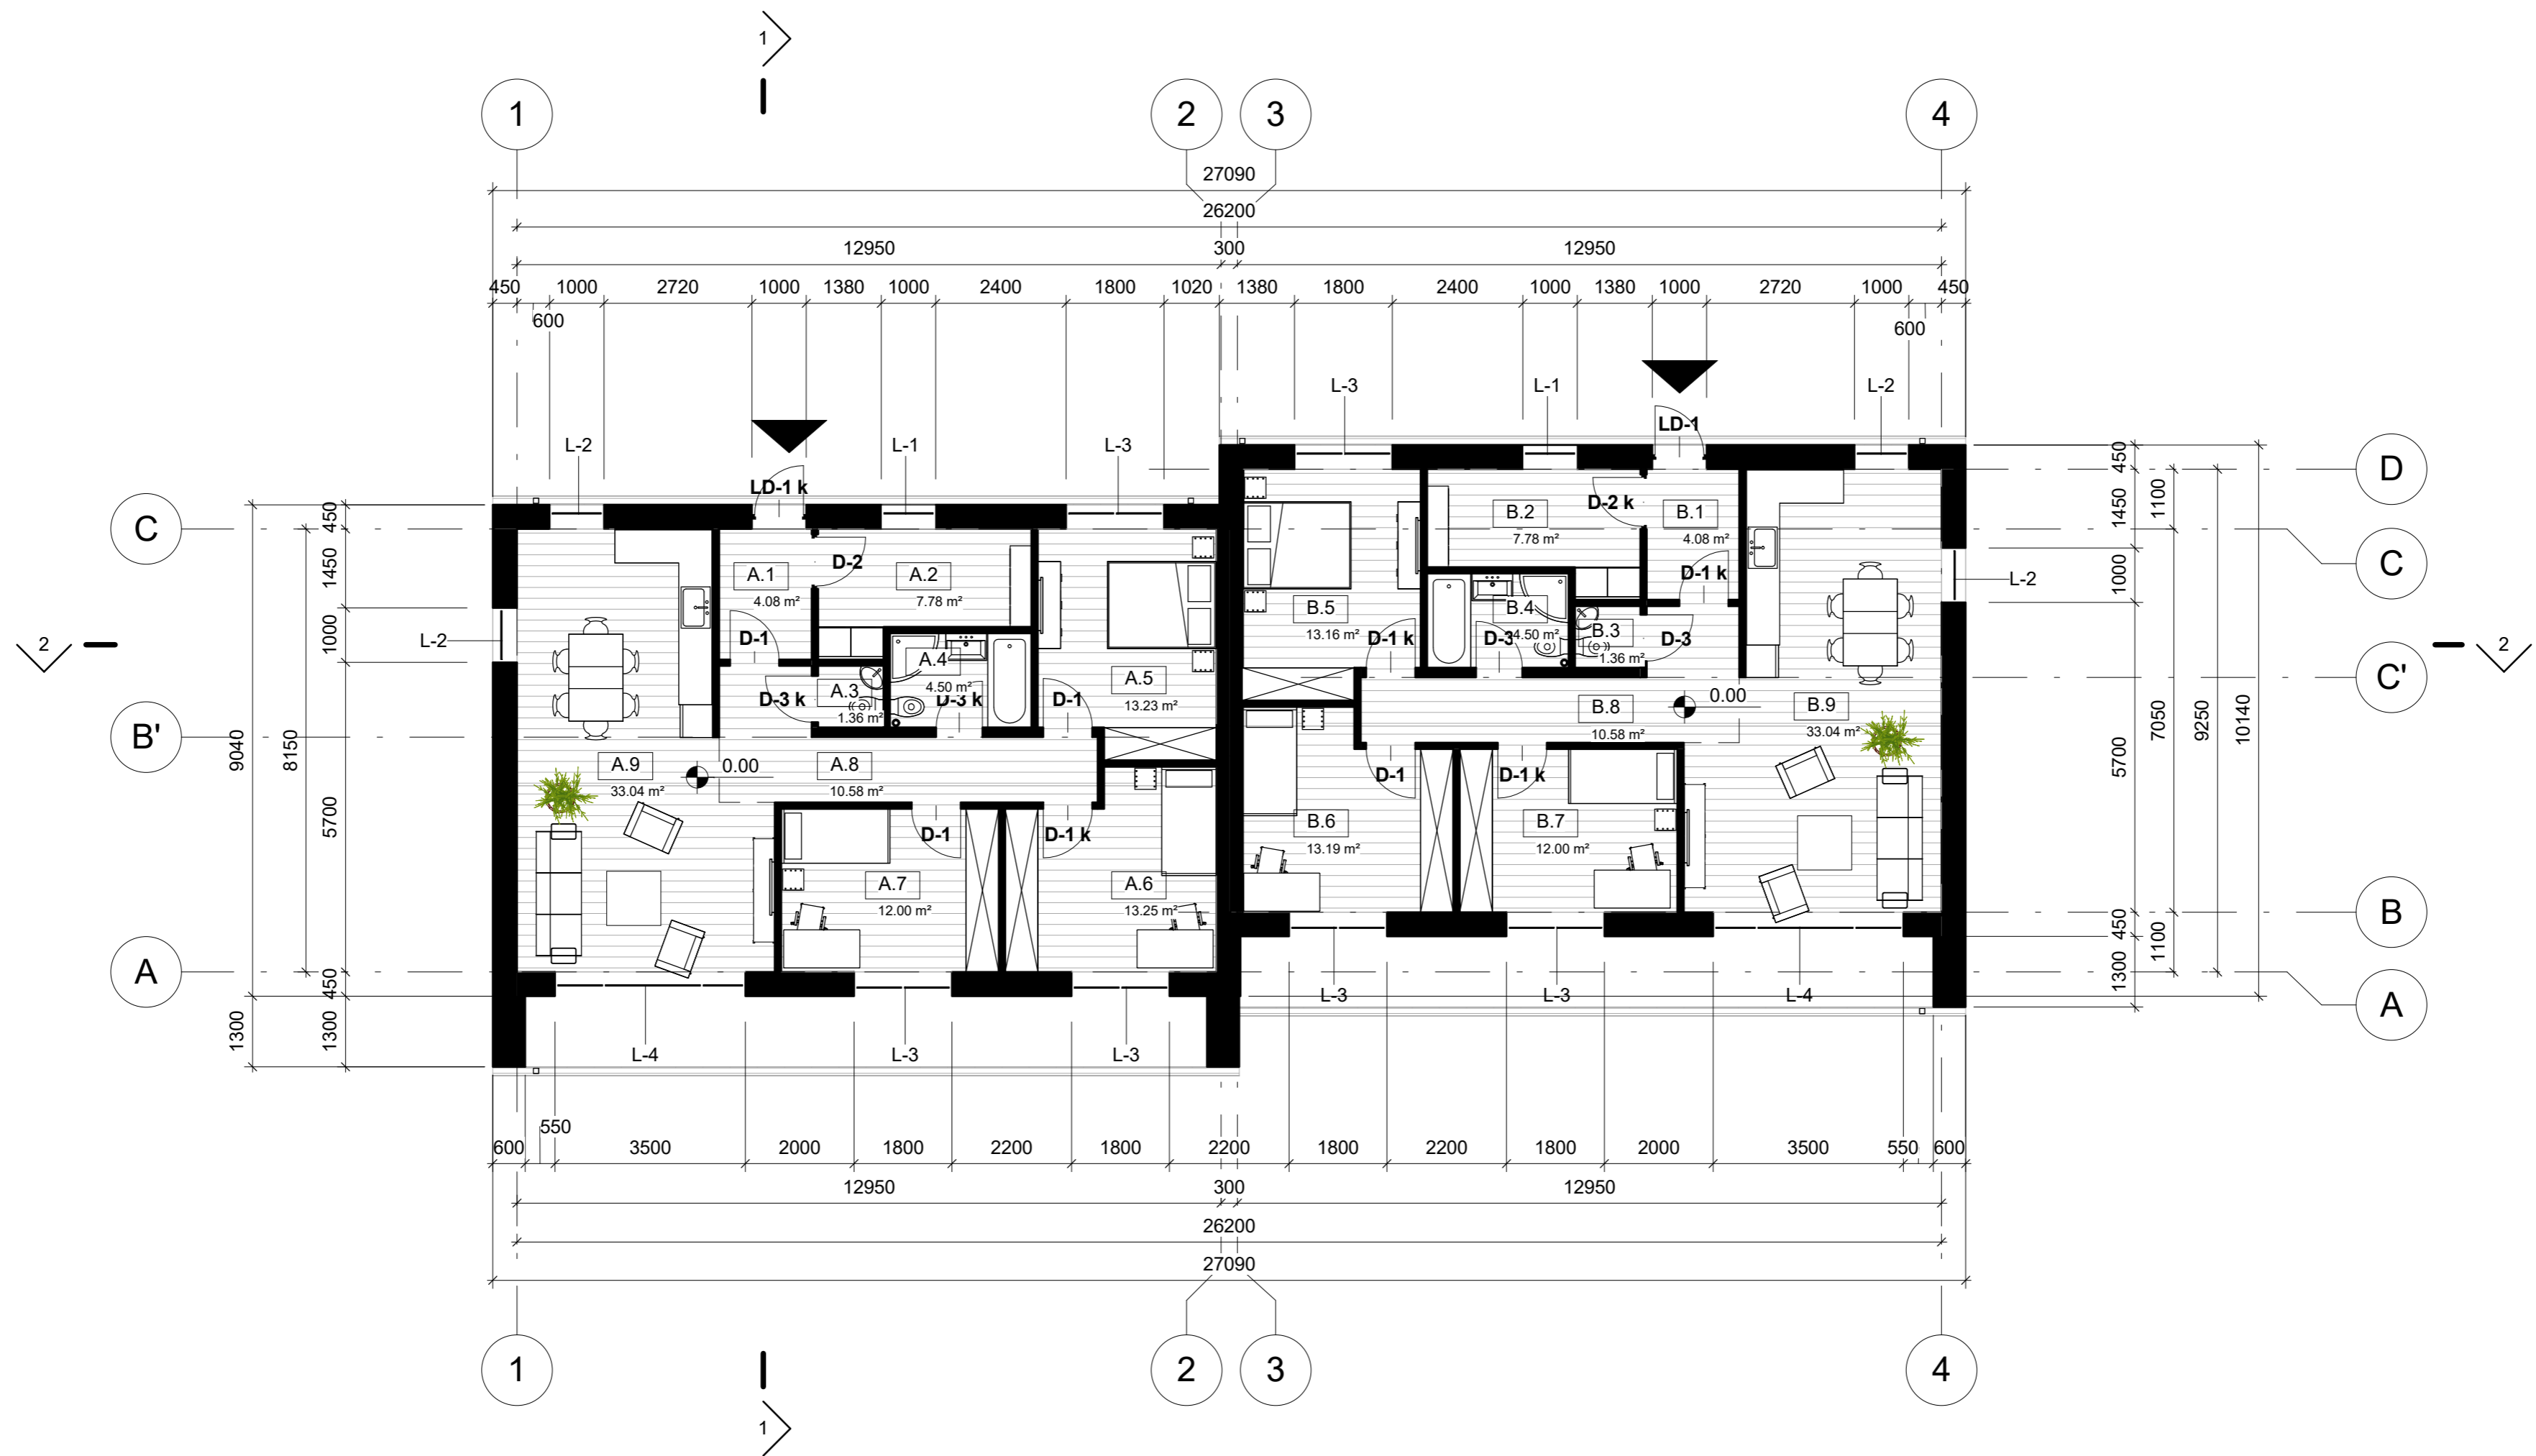 1
1 2 3 4
27090
26200
12950 300 12950
450 1000 2720 1000 1380 1000 2400 1800 1020 1380 1800 2400 1000 1380 1000 2720 1000 450
600 600
L-3 L-1 L-2
LD-1
L-2 L-1 L-3
LD-1 k
D
C
C
C'
B'
B
A
A
2
2
9040
8150
450
1450
1000
5700
450
1300
1300
L-2
450
1450
1000
5700
450
1300
1100
7050
1100
9250
10140
L-2
A.1
4.08 m²
D-2
A.2
7.78 m²
D-1
A.3
1.36 m²
D-3 k
A.4
4.50 m²
D-3 k
D-1
A.5
13.23 m²
A.9
33.04 m²
0.00
A.8
10.58 m²
D-1
D-1 k
A.7
12.00 m²
A.6
13.25 m²
B.2
7.78 m²
D-2 k
B.1
4.08 m²
D-1 k
B.5
13.16 m²
D-1 k
B.4
4.50 m²
D-3
B.3
1.36 m²
D-3
B.8
10.58 m²
0.00
B.9
33.04 m²
D-1
D-1 k
B.6
13.19 m²
B.7
12.00 m²
L-3 L-3 L-4
L-4 L-3 L-3
550
600 3500 2000 1800 2200 1800 2200 1800 2200 1800 2000 3500 550 600
12950 300 12950
26200
27090
1 2 3 4
1